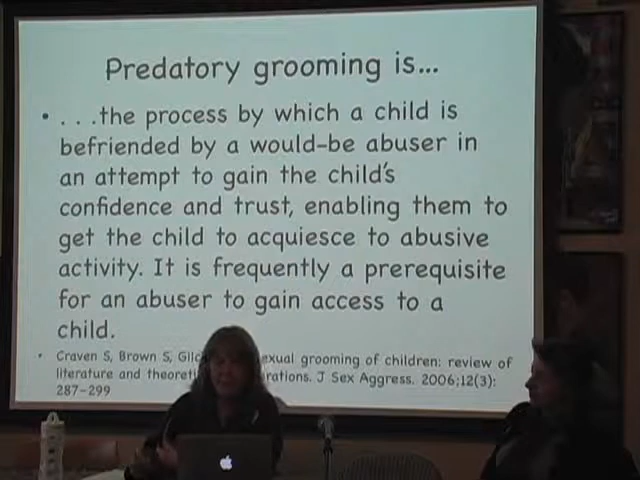 Predatory grooming is...
• . . .the process by which a child is
befriended by a would-be abuser in
an attempt to gain the child's
confidence and trust, enabling them to
get the child to acquiesce to abusive
activity. It is frequently a prerequisite
for an abuser to gain access to a
child.
• Craven S, Brown S, exual grooming of children: review of
literature and J Sex Aggress. 2006;12(3):
287-299